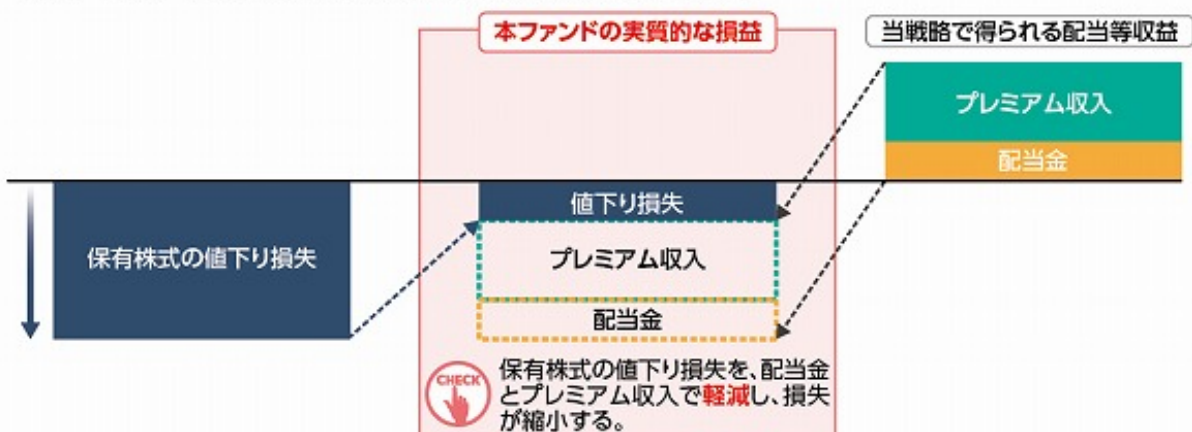 本ファンドの実質的な損益
当戦略で得られる配当等収益
プレミアム収入
配当金
値下り損失
保有株式の値下り損失
プレミアム収入
配当金
CHECK
保有株式の値下り損失を、配当金
とプレミアム収入で軽減し、損失
が縮小する。